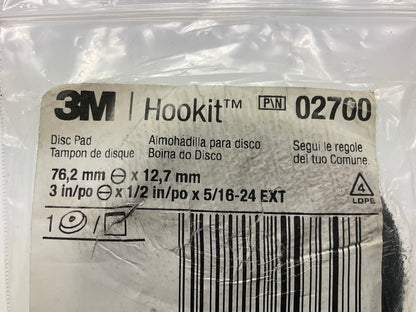 3M | Hookit™ P|N 02700
Disc Pad
Tampon de disque
Almohadilla para disco
Boina do Disco
Segui le regole
del tuo Comune.
76,2 mm ⊖ x 12,7 mm
3 in/po ⊖ x 1/2 in/po x 5/16-24 EXT
4
LDPE
1 /